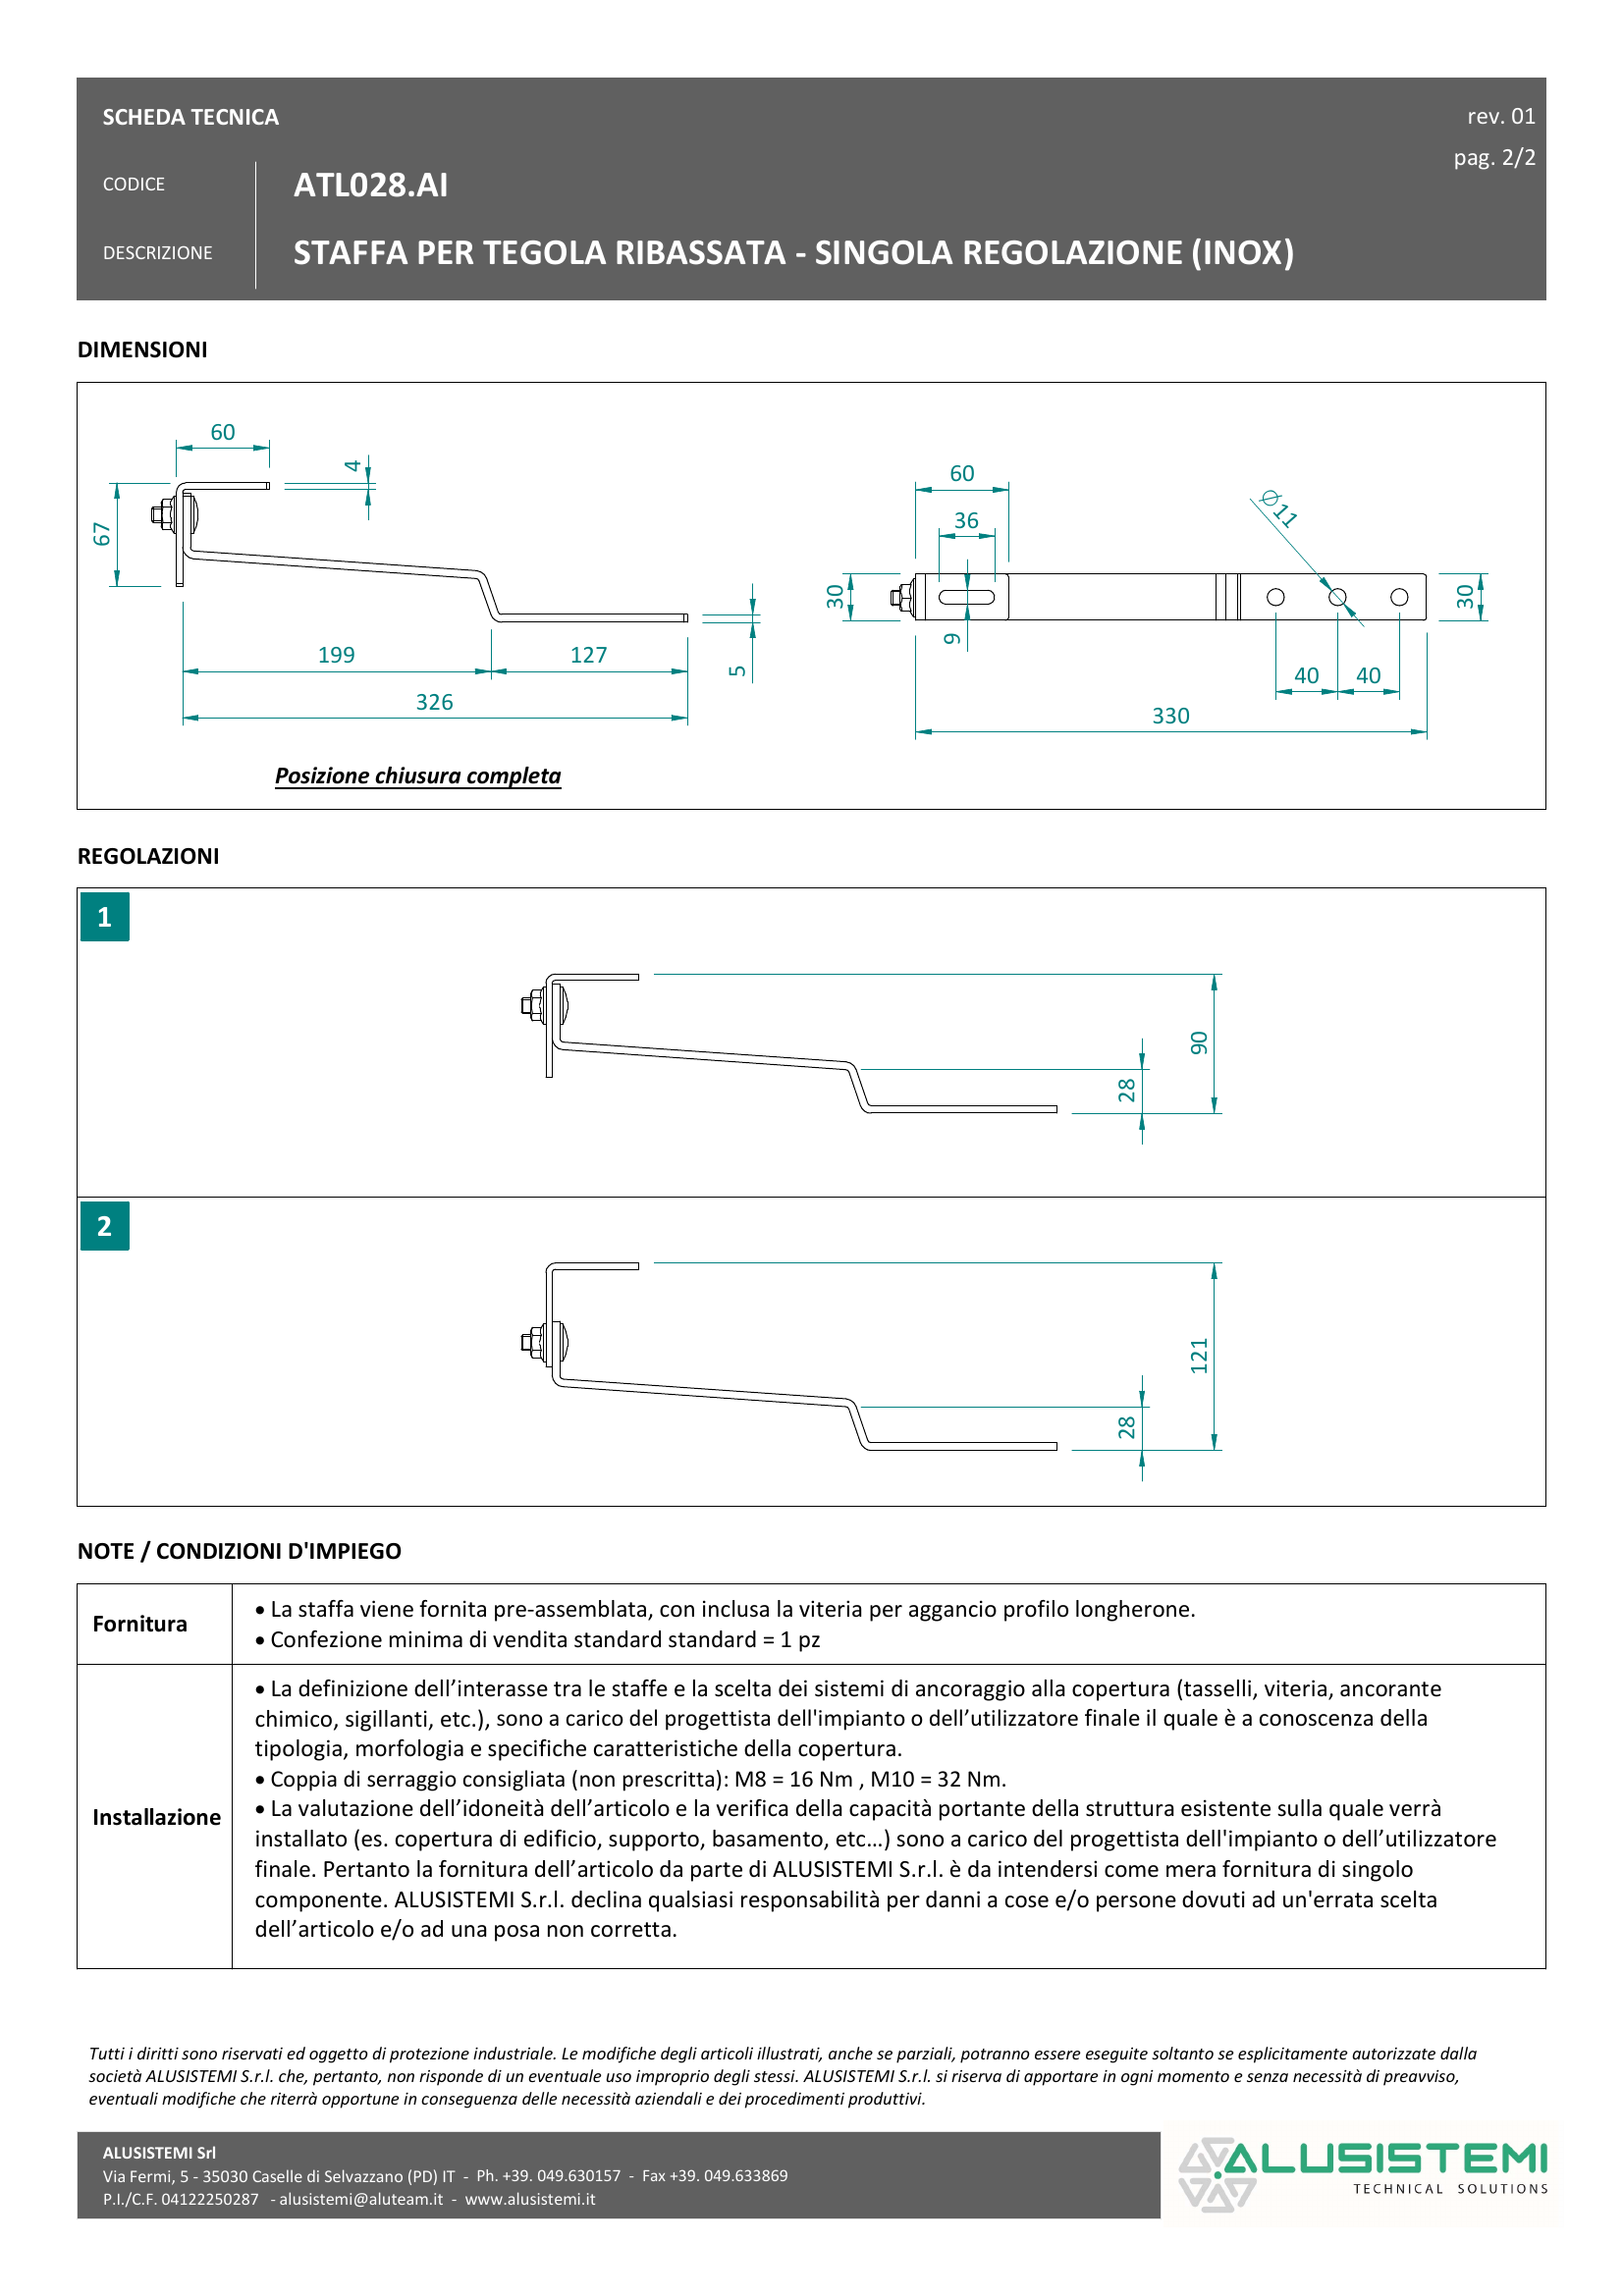 SCHEDA TECNICA
rev. 01
pag. 2/2
CODICE
ATL028.AI
DESCRIZIONE
STAFFA PER TEGOLA RIBASSATA - SINGOLA REGOLAZIONE (INOX)
DIMENSIONI
60
4
67
199
127
326
5
Posizione chiusura completa
60
36
Ø11
30
9
30
40
40
330
REGOLAZIONI
1
90
28
2
121
28
NOTE / CONDIZIONI D'IMPIEGO
Fornitura
• La staffa viene fornita pre-assemblata, con inclusa la viteria per aggancio profilo longherone.
• Confezione minima di vendita standard standard = 1 pz
Installazione
• La definizione dell’interasse tra le staffe e la scelta dei sistemi di ancoraggio alla copertura (tasselli, viteria, ancorante
chimico, sigillanti, etc.), sono a carico del progettista dell'impianto o dell’utilizzatore finale il quale è a conoscenza della
tipologia, morfologia e specifiche caratteristiche della copertura.
• Coppia di serraggio consigliata (non prescritta): M8 = 16 Nm , M10 = 32 Nm.
• La valutazione dell’idoneità dell’articolo e la verifica della capacità portante della struttura esistente sulla quale verrà
installato (es. copertura di edificio, supporto, basamento, etc…) sono a carico del progettista dell'impianto o dell’utilizzatore
finale. Pertanto la fornitura dell’articolo da parte di ALUSISTEMI S.r.l. è da intendersi come mera fornitura di singolo
componente. ALUSISTEMI S.r.l. declina qualsiasi responsabilità per danni a cose e/o persone dovuti ad un'errata scelta
dell’articolo e/o ad una posa non corretta.
Tutti i diritti sono riservati ed oggetto di protezione industriale. Le modifiche degli articoli illustrati, anche se parziali, potranno essere eseguite soltanto se esplicitamente autorizzate dalla
società ALUSISTEMI S.r.l. che, pertanto, non risponde di un eventuale uso improprio degli stessi. ALUSISTEMI S.r.l. si riserva di apportare in ogni momento e senza necessità di preavviso,
eventuali modifiche che riterrà opportune in conseguenza delle necessità aziendali e dei procedimenti produttivi.
ALUSISTEMI Srl
Via Fermi, 5 - 35030 Caselle di Selvazzano (PD) IT - Ph. +39. 049.630157 - Fax +39. 049.633869
P.I./C.F. 04122250287 - alusistemi@aluteam.it - www.alusistemi.it
ALUSISTEMI
TECHNICAL SOLUTIONS